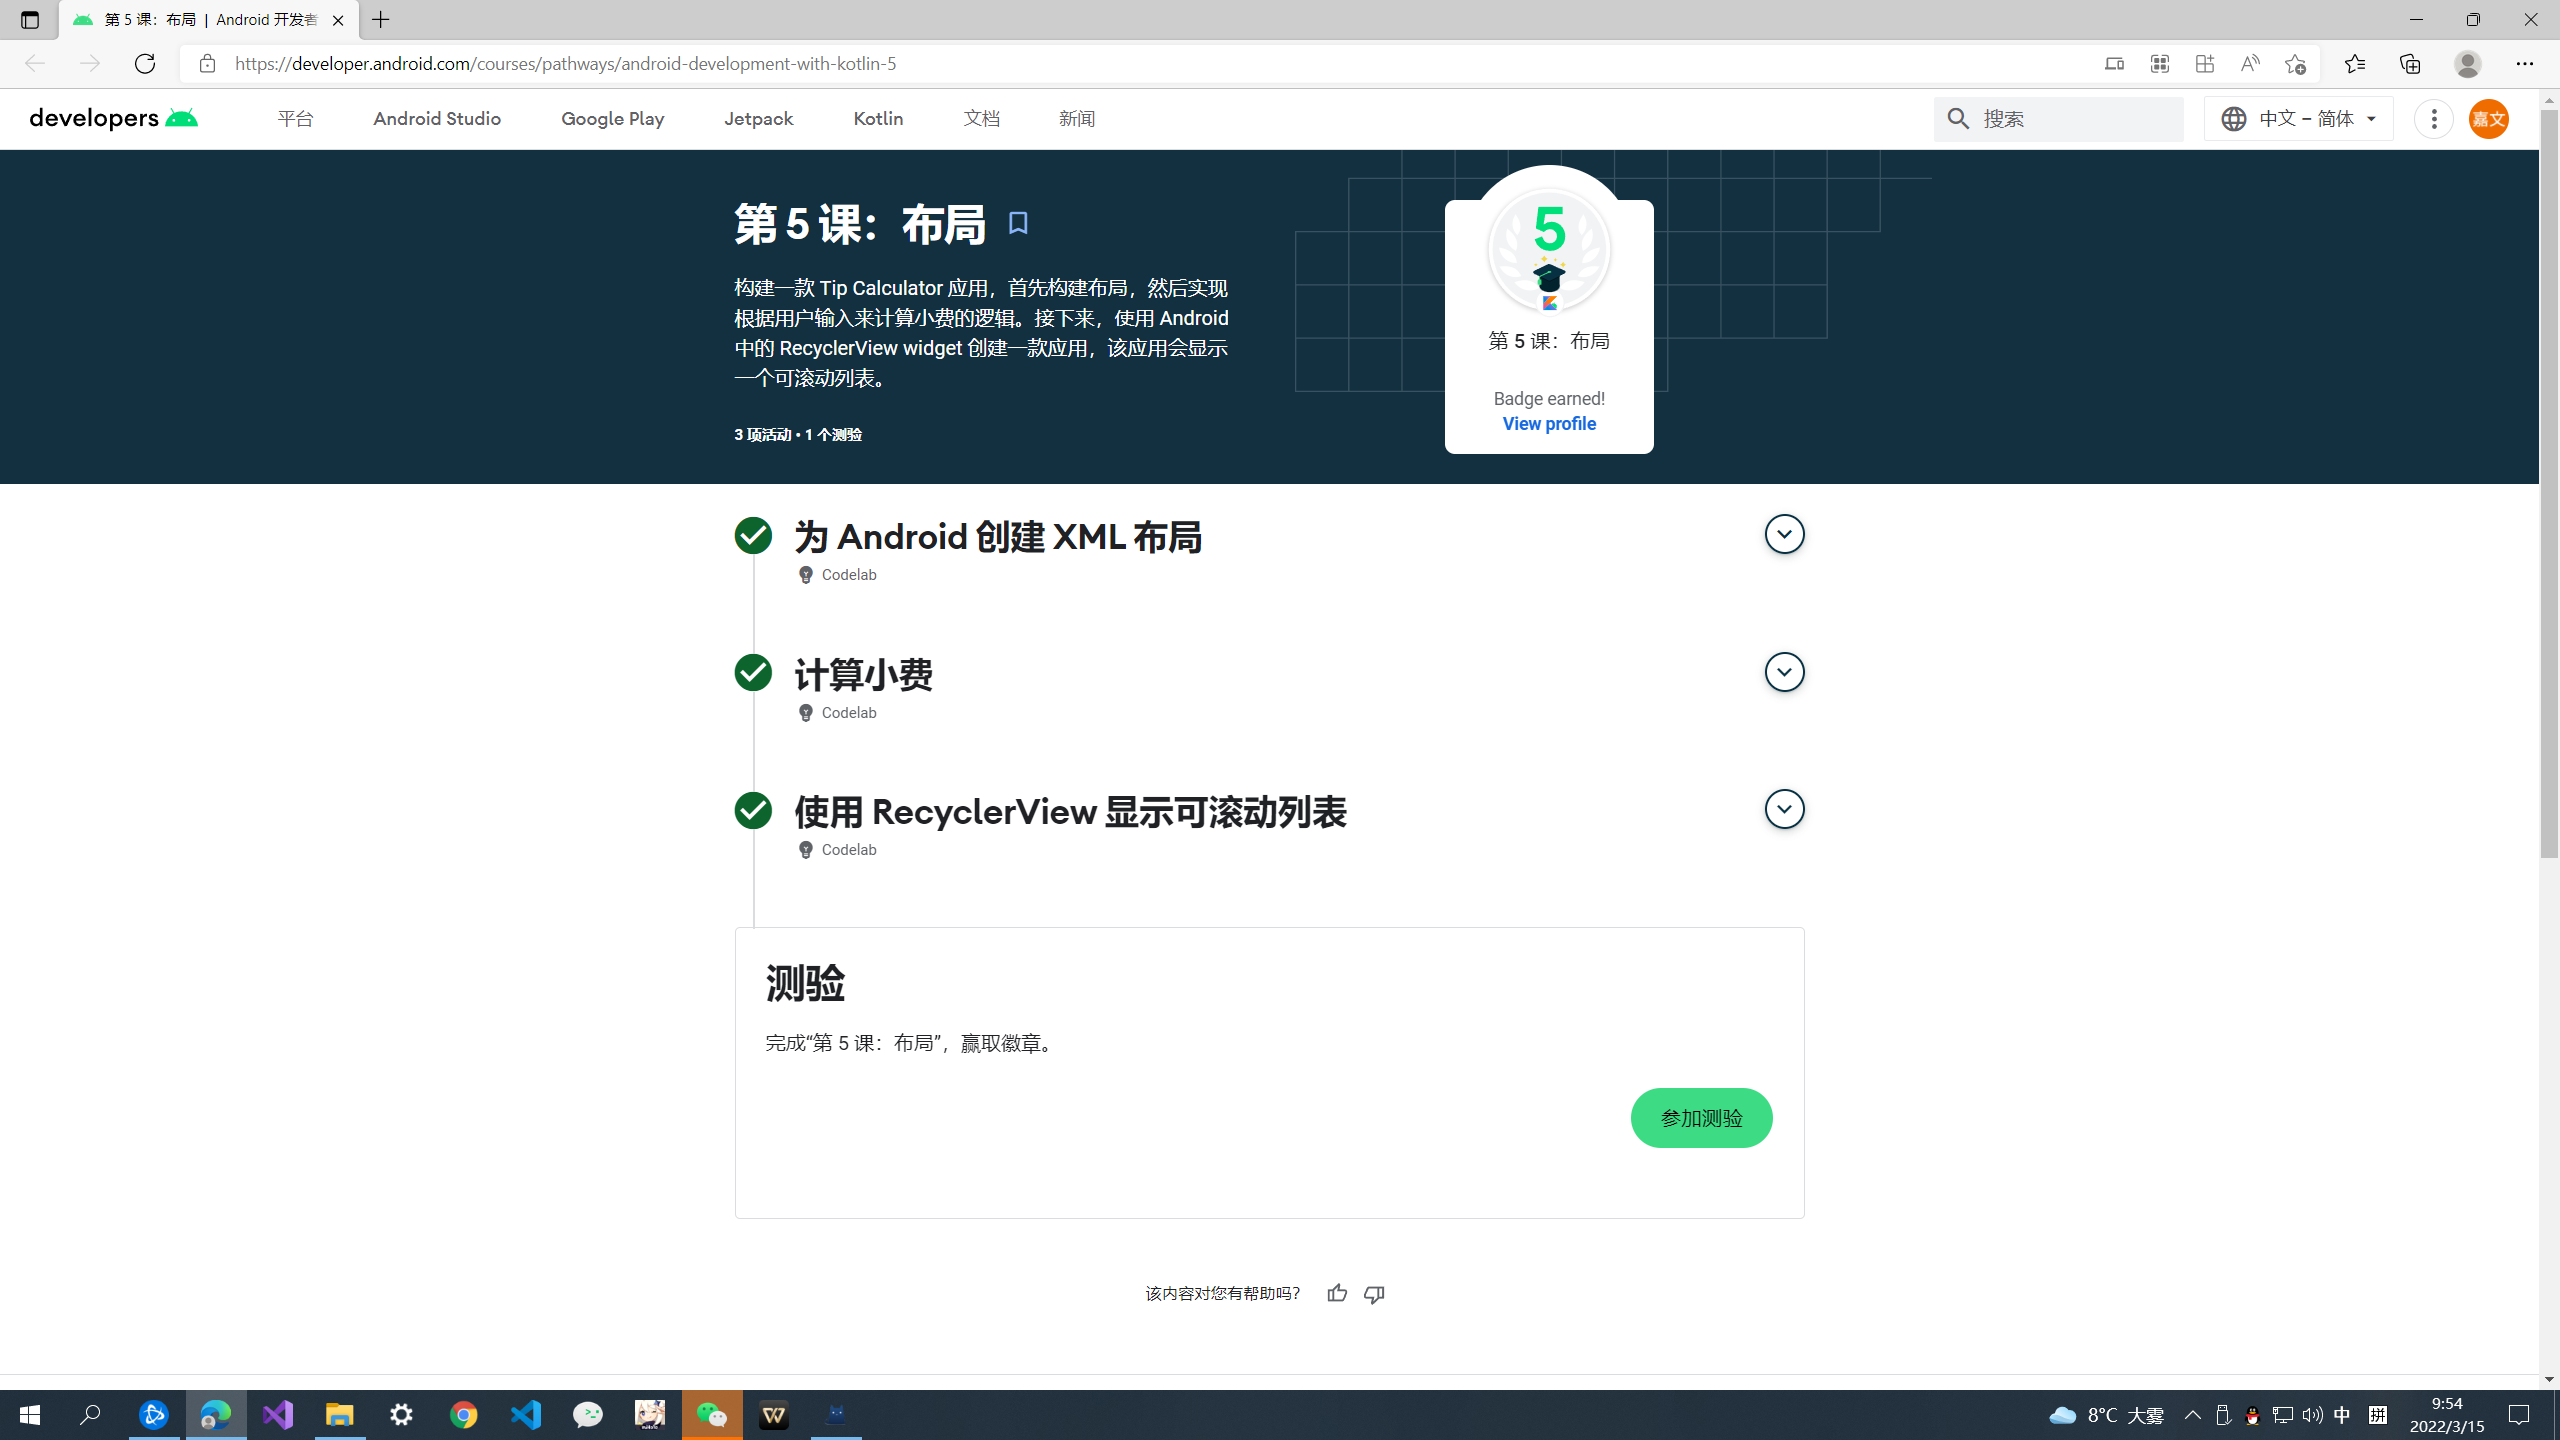 第 5 课：布局 | Android 开发者
https://developer.android.com/courses/pathways/android-development-with-kotlin-5
developers
平台
Android Studio
Google Play
Jetpack
Kotlin
文档
新闻
搜索
中文 – 简体
嘉文
第 5 课：布局
构建一款 Tip Calculator 应用，首先构建布局，然后实现
根据用户输入来计算小费的逻辑。接下来，使用 Android
中的 RecyclerView widget 创建一款应用，该应用会显示
一个可滚动列表。
3 项活动 • 1 个测验
5
第 5 课：布局
Badge earned!
View profile
为 Android 创建 XML 布局
Codelab
计算小费
Codelab
使用 RecyclerView 显示可滚动列表
Codelab
测验
完成“第 5 课：布局”，赢取徽章。
参加测验
该内容对您有帮助吗？
8°C 大雾
中
拼
9:54
2022/3/15